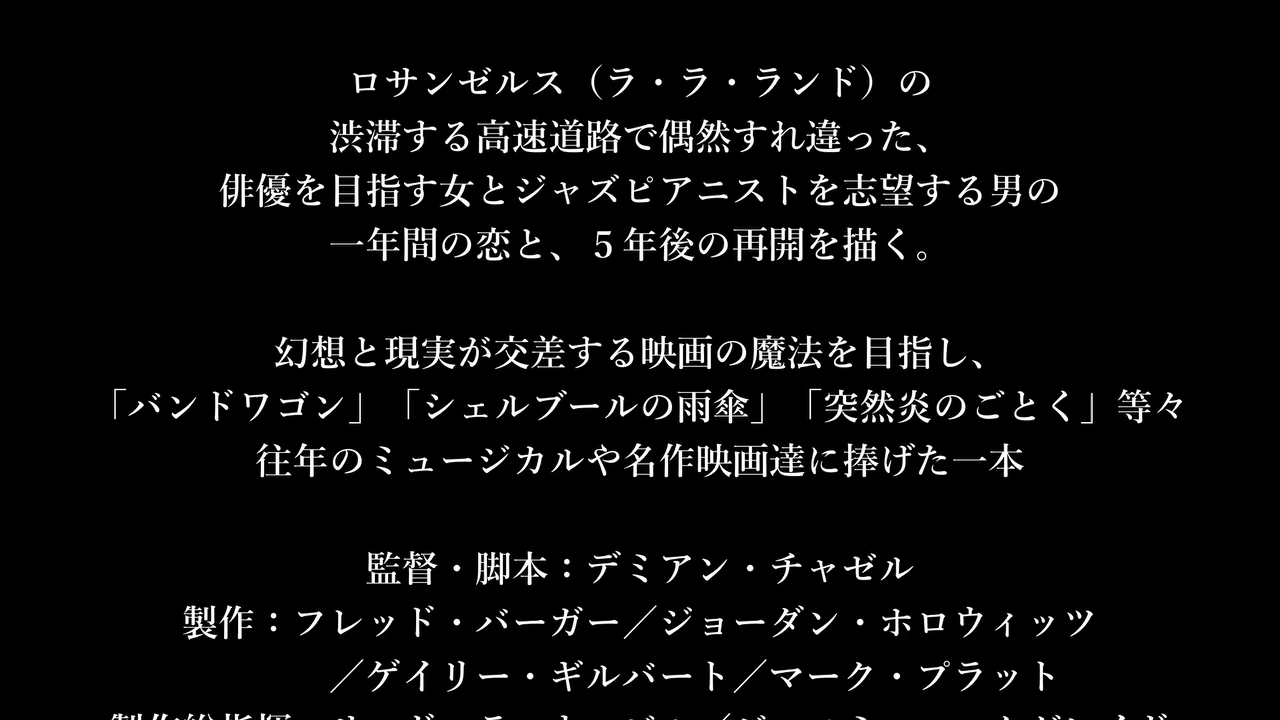 ロサンゼルス（ラ・ラ・ランド）の
渋滞する高速道路で偶然すれ違った、
俳優を目指す女とジャズピアニストを志望する男の
一年間の恋と、５年後の再開を描く。
幻想と現実が交差する映画の魔法を目指し、
「バンドワゴン」「シェルブールの雨傘」「突然炎のごとく」等々
往年のミュージカルや名作映画達に捧げた一本
監督・脚本：デミアン・チャゼル
製作：フレッド・バーガー／ジョーダン・ホロウィッツ
／ゲイリー・ギルバート／マーク・プラット